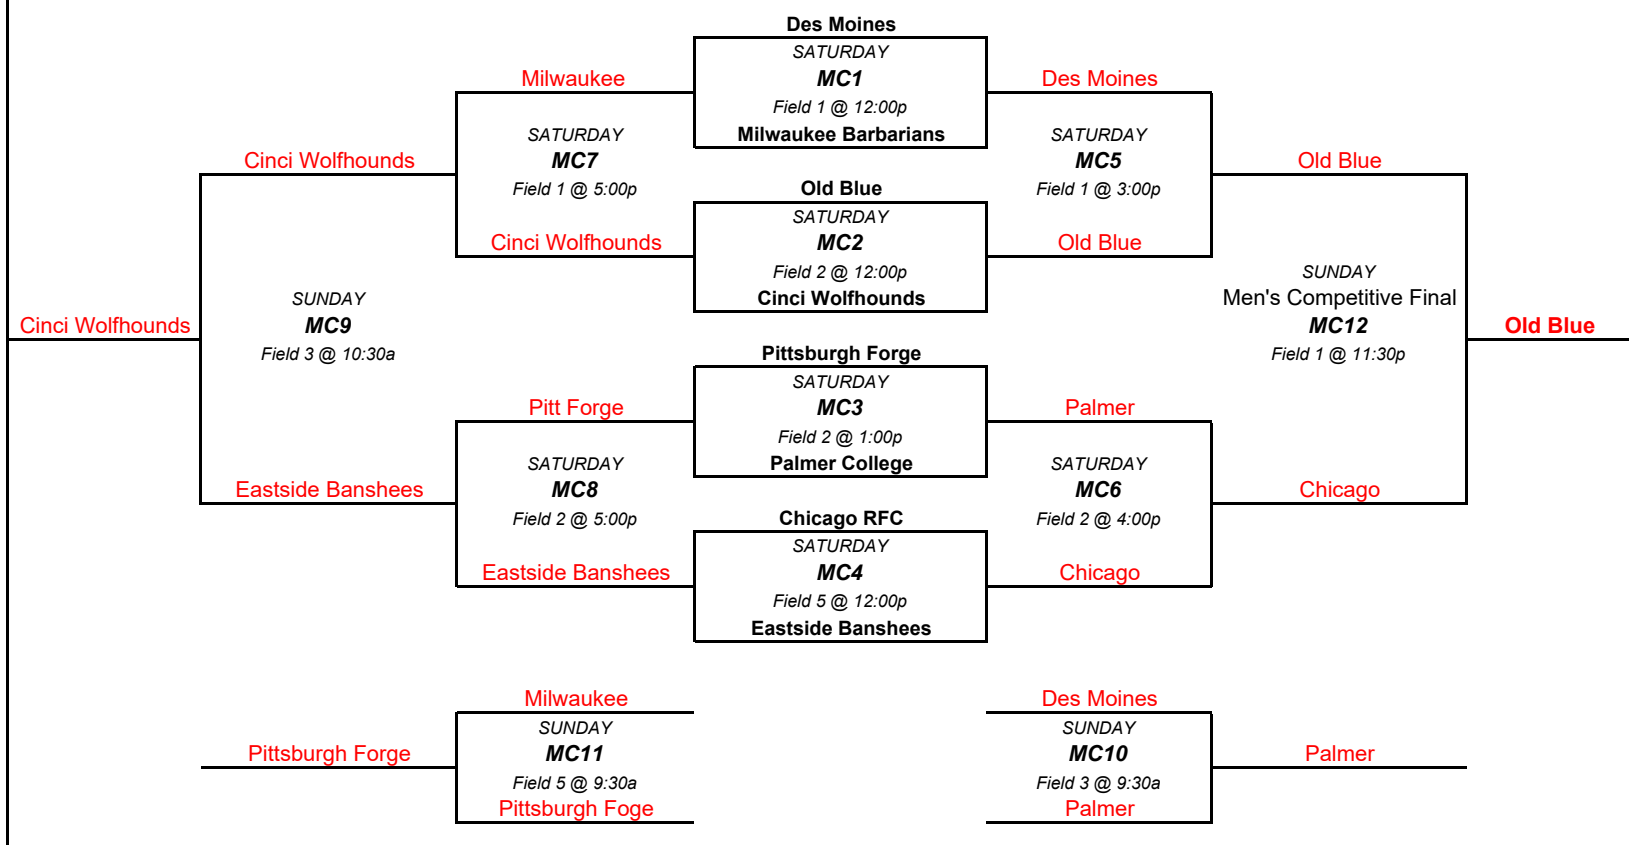 Des Moines
SATURDAY
Milwaukee
MC1
Des Moines
Field 1 @ 12:00p
SATURDAY
Milwaukee Barbarians
SATURDAY
Cinci Wolfhounds
MC7
MC5
Old Blue
Field 1 @ 5:00p
Old Blue
Field 1 @ 3:00p
SATURDAY
Cinci Wolfhounds
MC2
Old Blue
Field 2 @ 12:00p
SUNDAY
SUNDAY
Cinci Wolfhounds
Men's Competitive Final
Cinci Wolfhounds
MC9
MC12
Old Blue
Field 3 @ 10:30a
Pittsburgh Forge
Field 1 @ 11:30p
SATURDAY
Pitt Forge
MC3
Palmer
Field 2 @ 1:00p
SATURDAY
Palmer College
SATURDAY
Eastside Banshees
MC8
MC6
Chicago
Field 2 @ 5:00p
Chicago RFC
Field 2 @ 4:00p
SATURDAY
Eastside Banshees
MC4
Chicago
Field 5 @ 12:00p
Eastside Banshees
Milwaukee
Des Moines
SUNDAY
SUNDAY
Pittsburgh Forge
MC11
MC10
Palmer
Field 5 @ 9:30a
Field 3 @ 9:30a
Pittsburgh Foge
Palmer